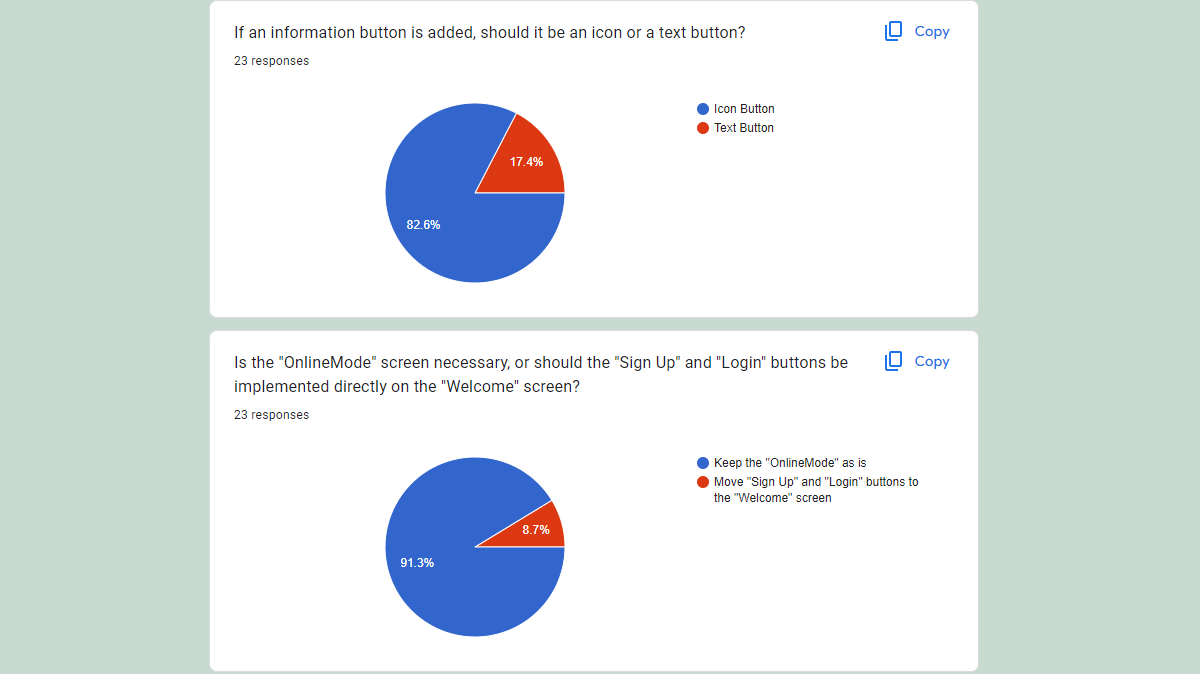 If an information button is added, should it be an icon or a text button?
Copy
23 responses
Icon Button
Text Button
17.4%
82.6%
Is the "OnlineMode" screen necessary, or should the "Sign Up" and "Login" buttons be
implemented directly on the "Welcome" screen?
Copy
23 responses
Keep the "OnlineMode" as is
Move "Sign Up" and "Login" buttons to
the "Welcome" screen
8.7%
91.3%